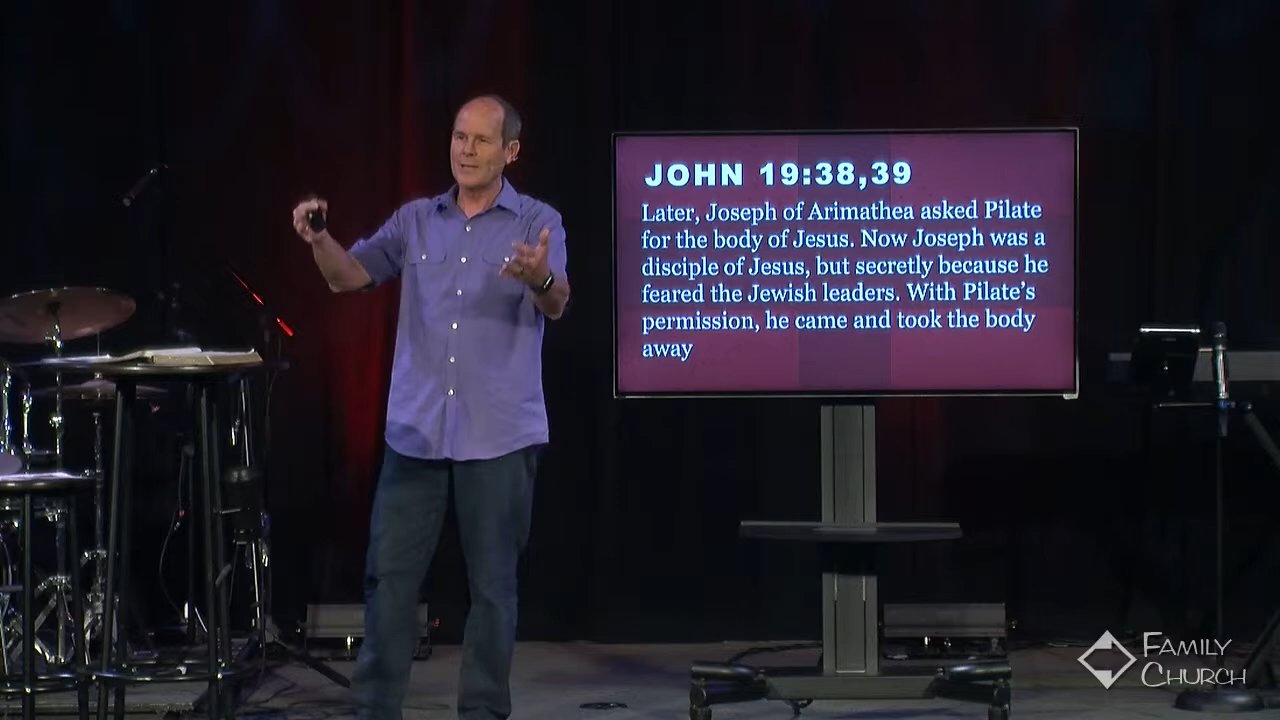 JOHN 19:38,39
Later, Joseph of Arimathea asked Pilate
for the body of Jesus. Now Joseph was a
disciple of Jesus, but secretly because he
feared the Jewish leaders. With Pilate’s
permission, he came and took the body
away
FAMILY
CHURCH